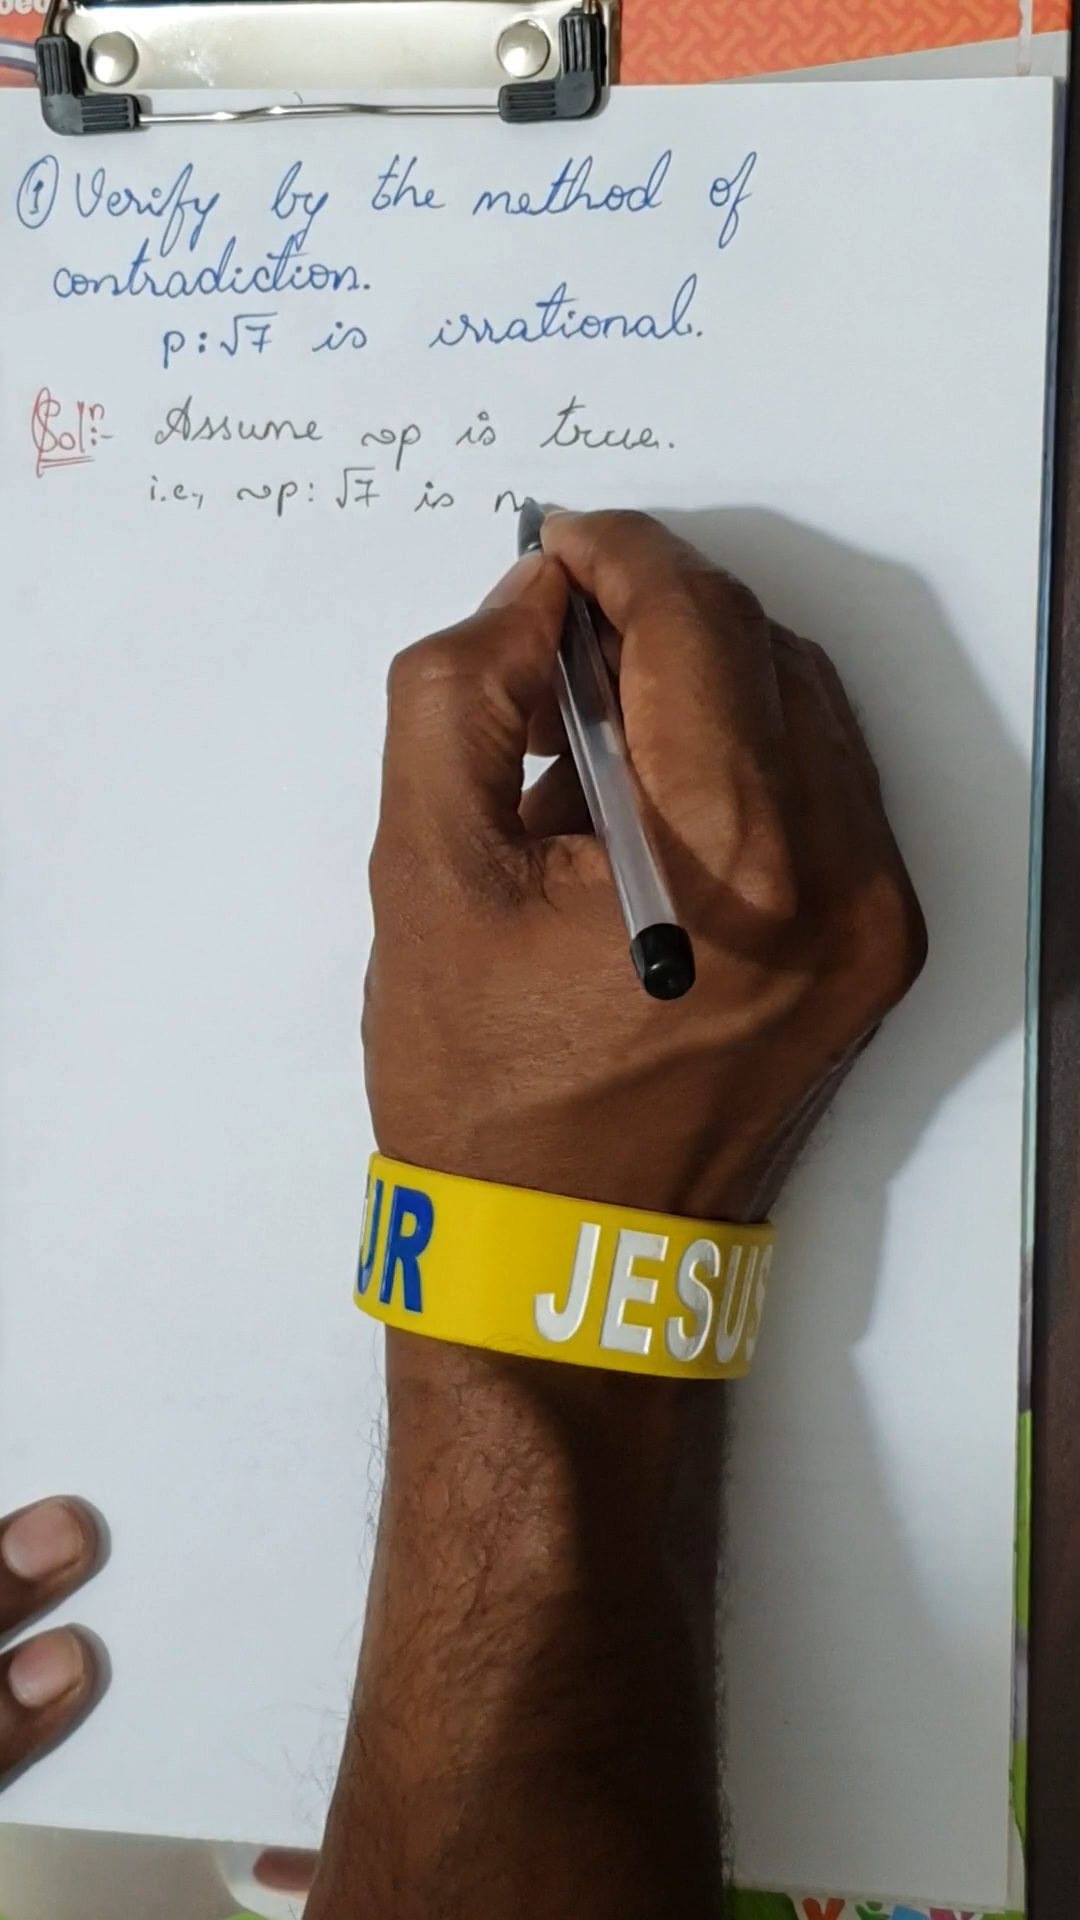 ① Verify by the method of
contradiction.
p: √7 is irrational.
Solⁿ:- Assume ~p is true.
i.e., ~p: √7 is
UR JESUS